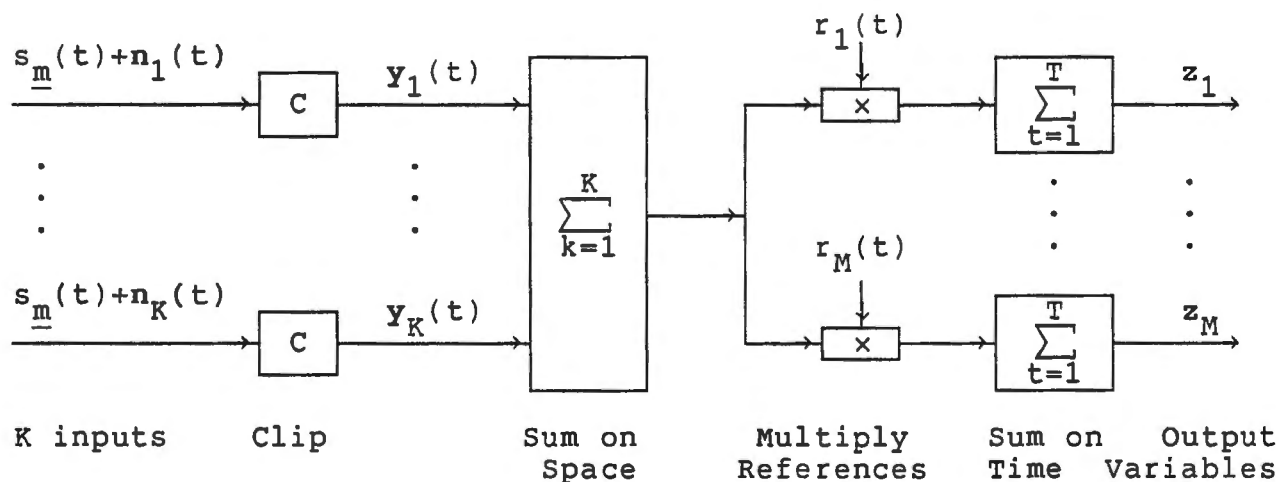 s_m(t)+n_1(t)
C
y_1(t)
r_1(t)
×
T
∑
t=1
z_1
K
∑
k=1
s_m(t)+n_K(t)
C
y_K(t)
r_M(t)
×
T
∑
t=1
z_M
K inputs
Clip
Sum on
Space
Multiply
References
Sum on
Time
Output
Variables